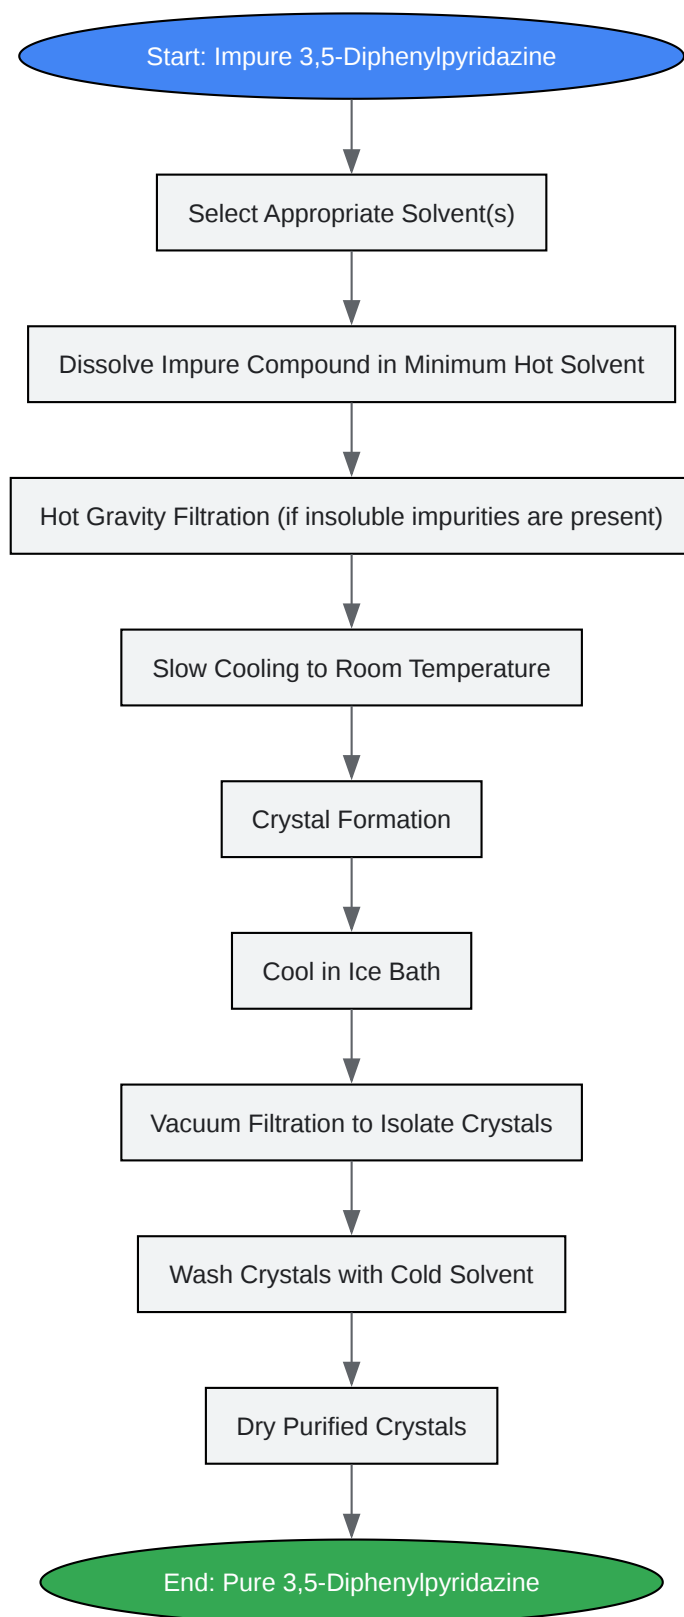 Start: Impure 3,5-Diphenylpyridazine
Select Appropriate Solvent(s)
Dissolve Impure Compound in Minimum Hot Solvent
Hot Gravity Filtration (if insoluble impurities are present)
Slow Cooling to Room Temperature
Crystal Formation
Cool in Ice Bath
Vacuum Filtration to Isolate Crystals
Wash Crystals with Cold Solvent
Dry Purified Crystals
End: Pure 3,5-Diphenylpyridazine